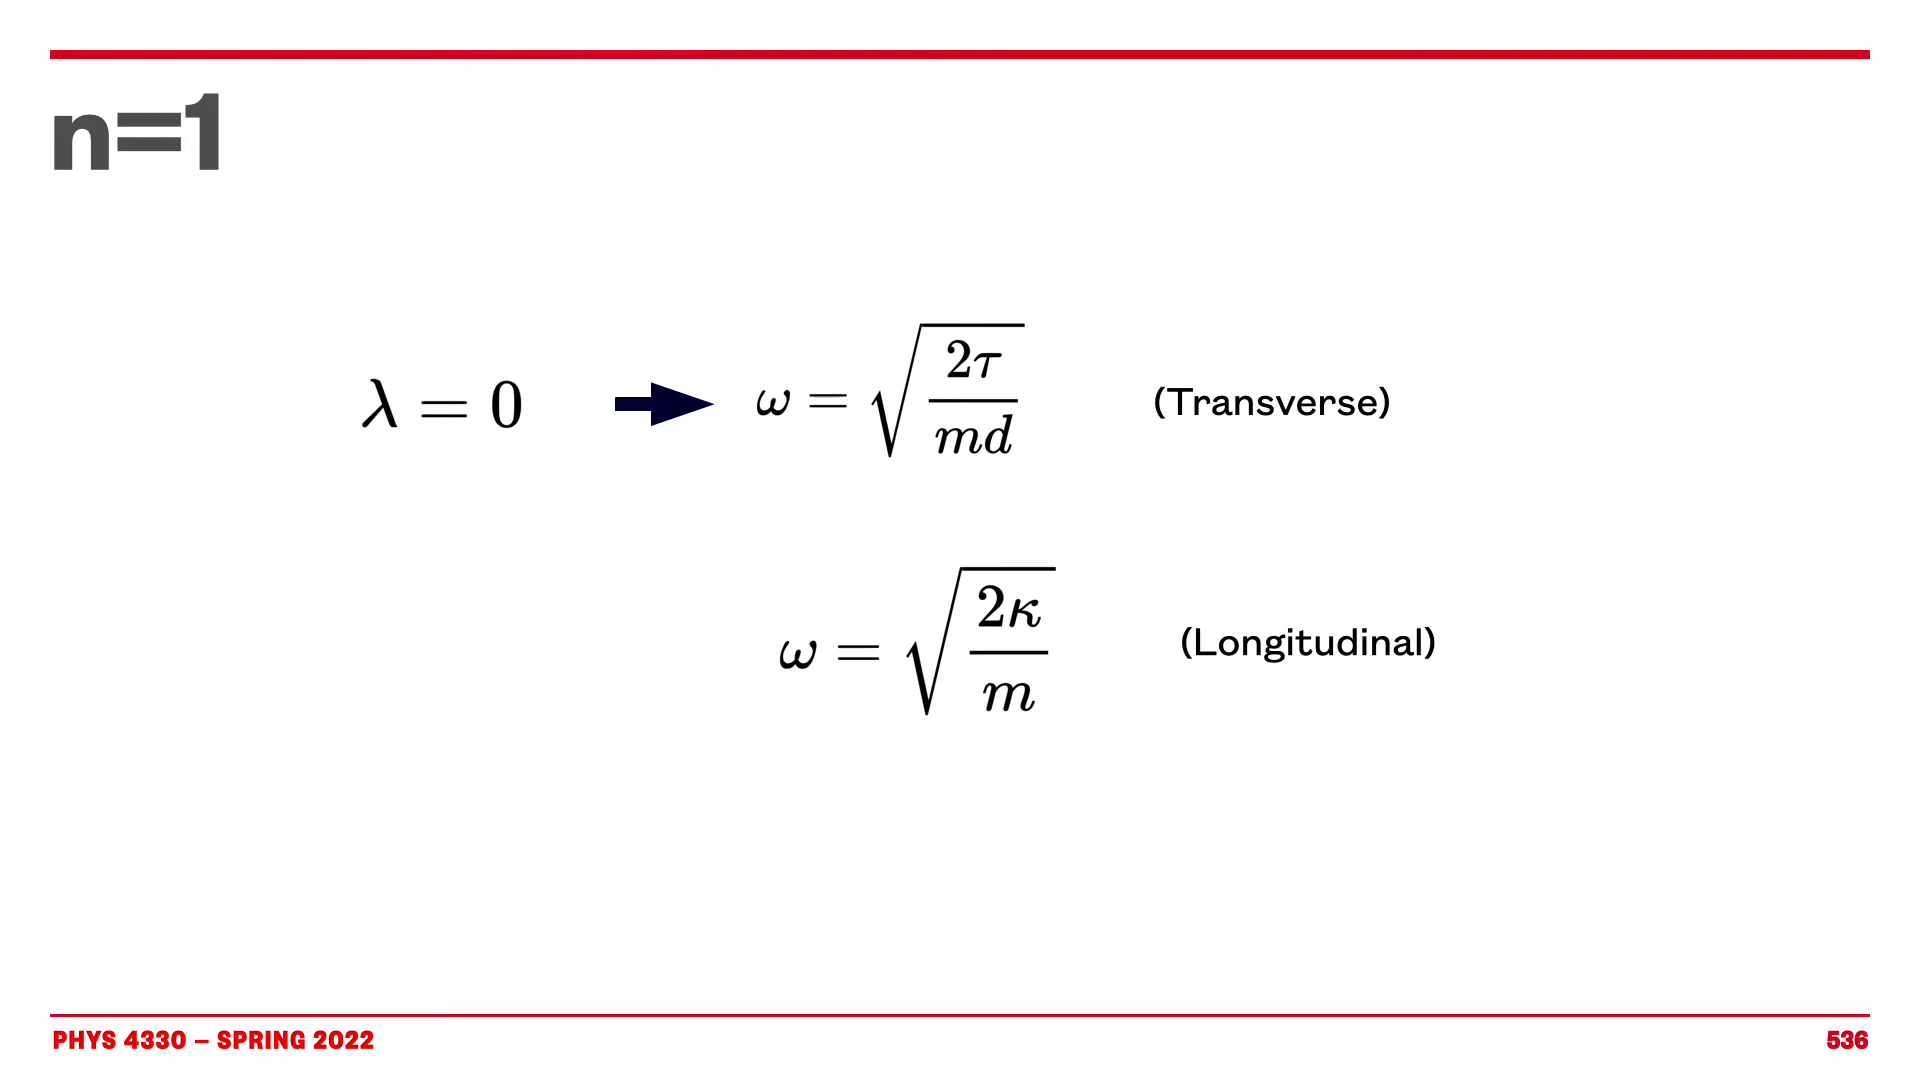 n=1
λ = 0 → ω = √(2τ/md) (Transverse)
ω = √(2κ/m) (Longitudinal)
PHYS 4330 – SPRING 2022
536